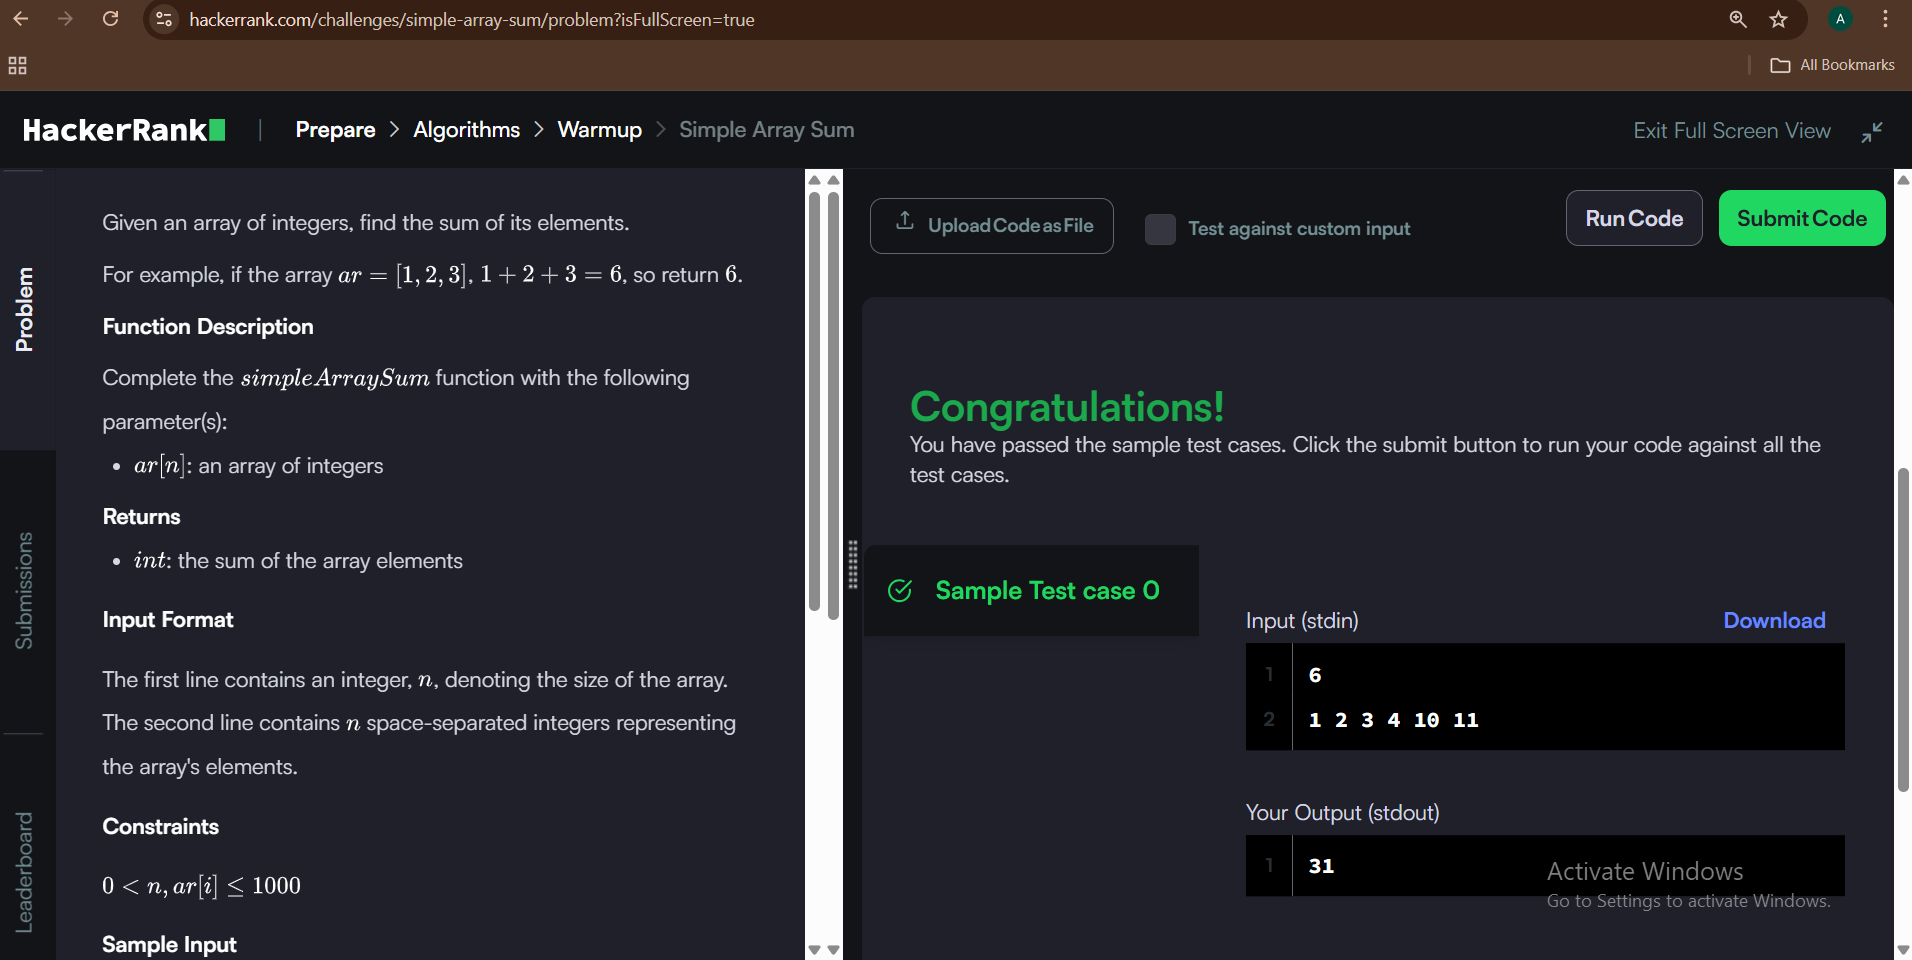 hackerrank.com/challenges/simple-array-sum/problem?isFullScreen=true
A
All Bookmarks
HackerRank
Prepare > Algorithms > Warmup > Simple Array Sum
Exit Full Screen View
Problem
Submissions
Leaderboard
Given an array of integers, find the sum of its elements.
For example, if the array ar = [1, 2, 3], 1 + 2 + 3 = 6, so return 6.
Function Description
Complete the simpleArraySum function with the following
parameter(s):
• ar[n]: an array of integers
Returns
• int: the sum of the array elements
Input Format
The first line contains an integer, n, denoting the size of the array.
The second line contains n space-separated integers representing
the array's elements.
Constraints
0 < n, ar[i] ≤ 1000
Sample Input
Upload Code as File
Test against custom input
Run Code
Submit Code
Congratulations!
You have passed the sample test cases. Click the submit button to run your code against all the
test cases.
Sample Test case 0
Input (stdin)
Download
1 6
2 1 2 3 4 10 11
Your Output (stdout)
1 31
Activate Windows
Go to Settings to activate Windows.